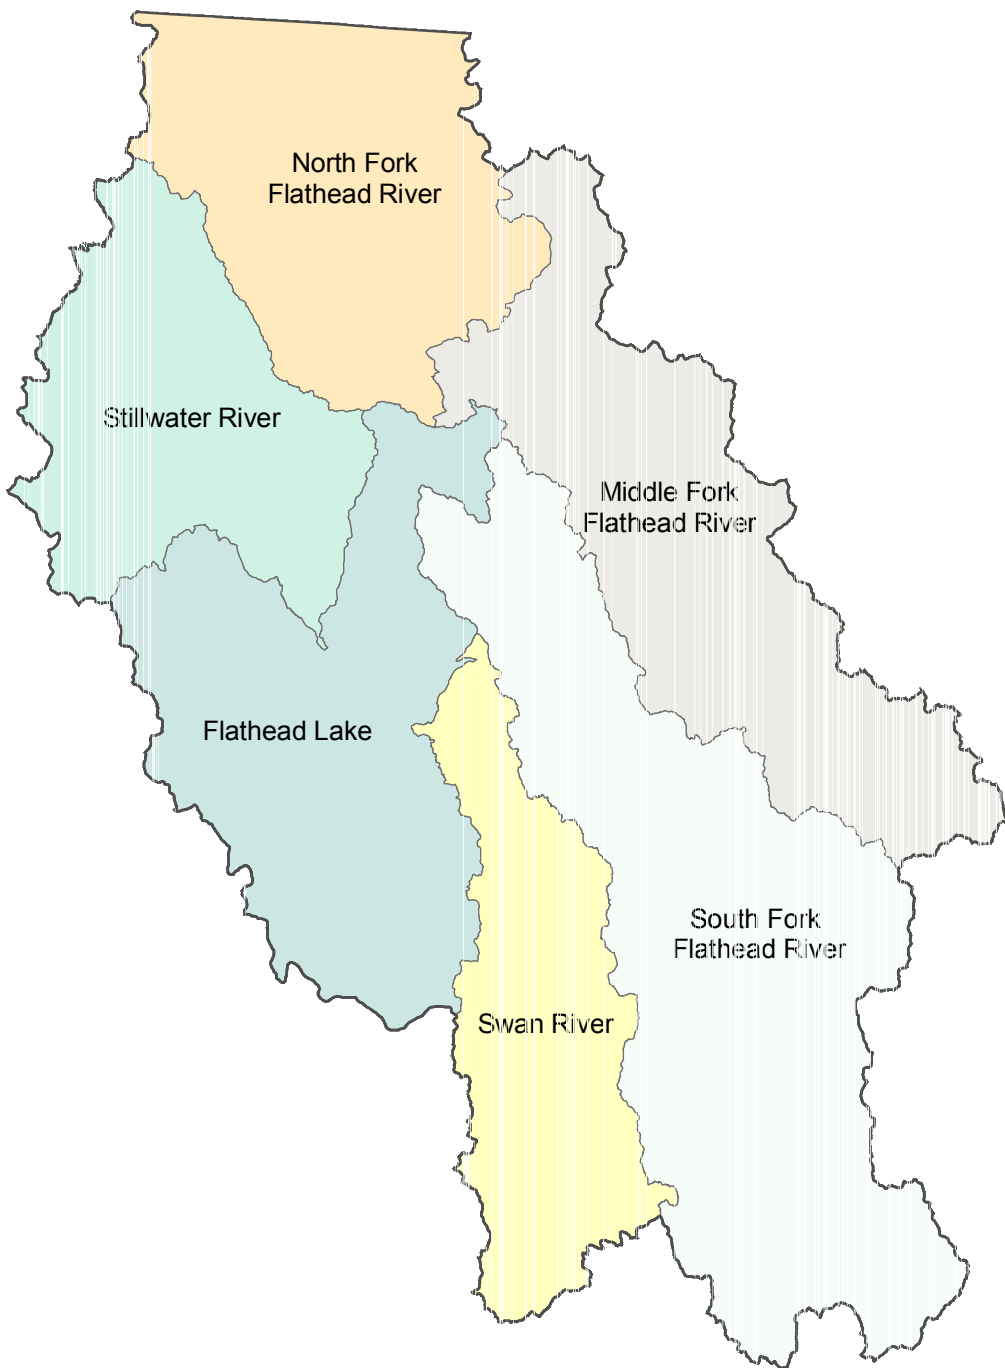 North Fork
Flathead River
Stillwater River
Middle Fork
Flathead River
Flathead Lake
South Fork
Flathead River
Swan River